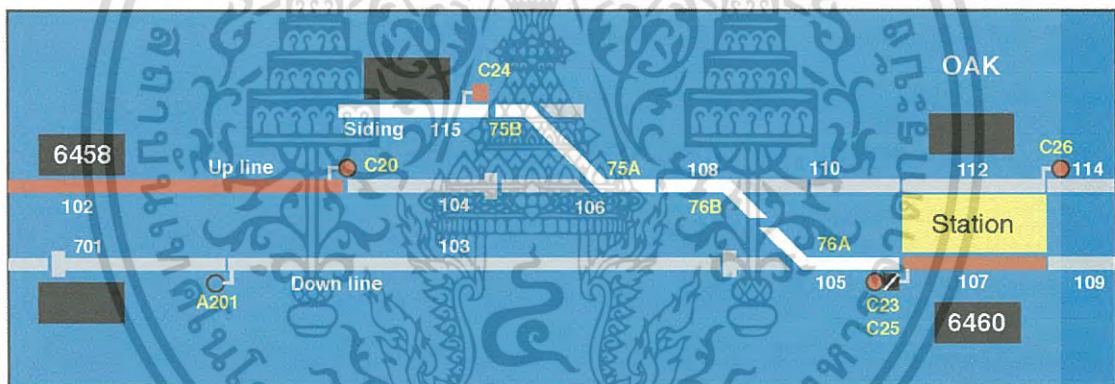 C24
OAK
Siding 115 75B
6458
Up line
C20
75A
108
110
112
C26
114
102
104
106
76B
Station
701
103
76A
A201
Down line
105
C23
C25
107
109
6460